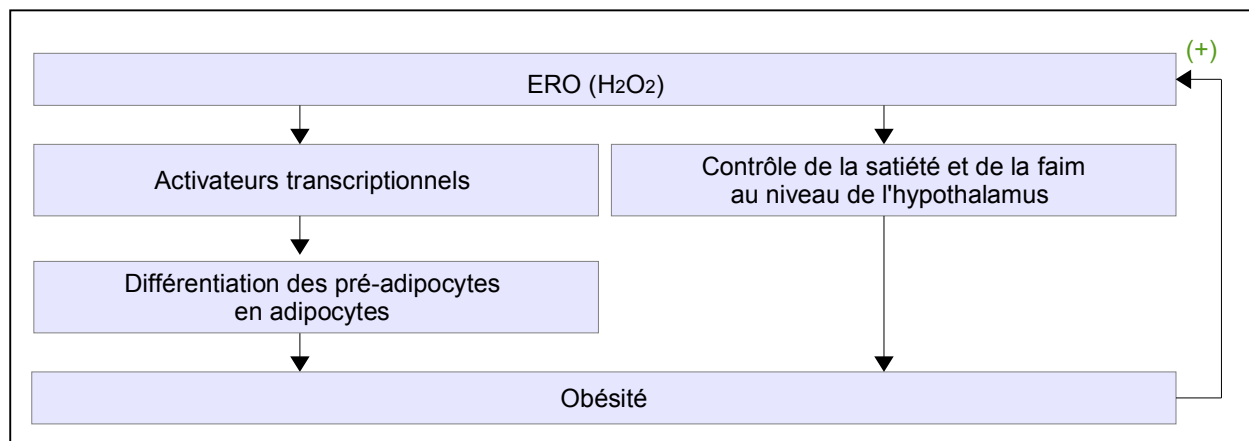 (+)
ERO (H2O2)
Activateurs transcriptionnels
Contrôle de la satiété et de la faim
au niveau de l'hypothalamus
Différentiation des pré-adipocytes
en adipocytes
Obésité